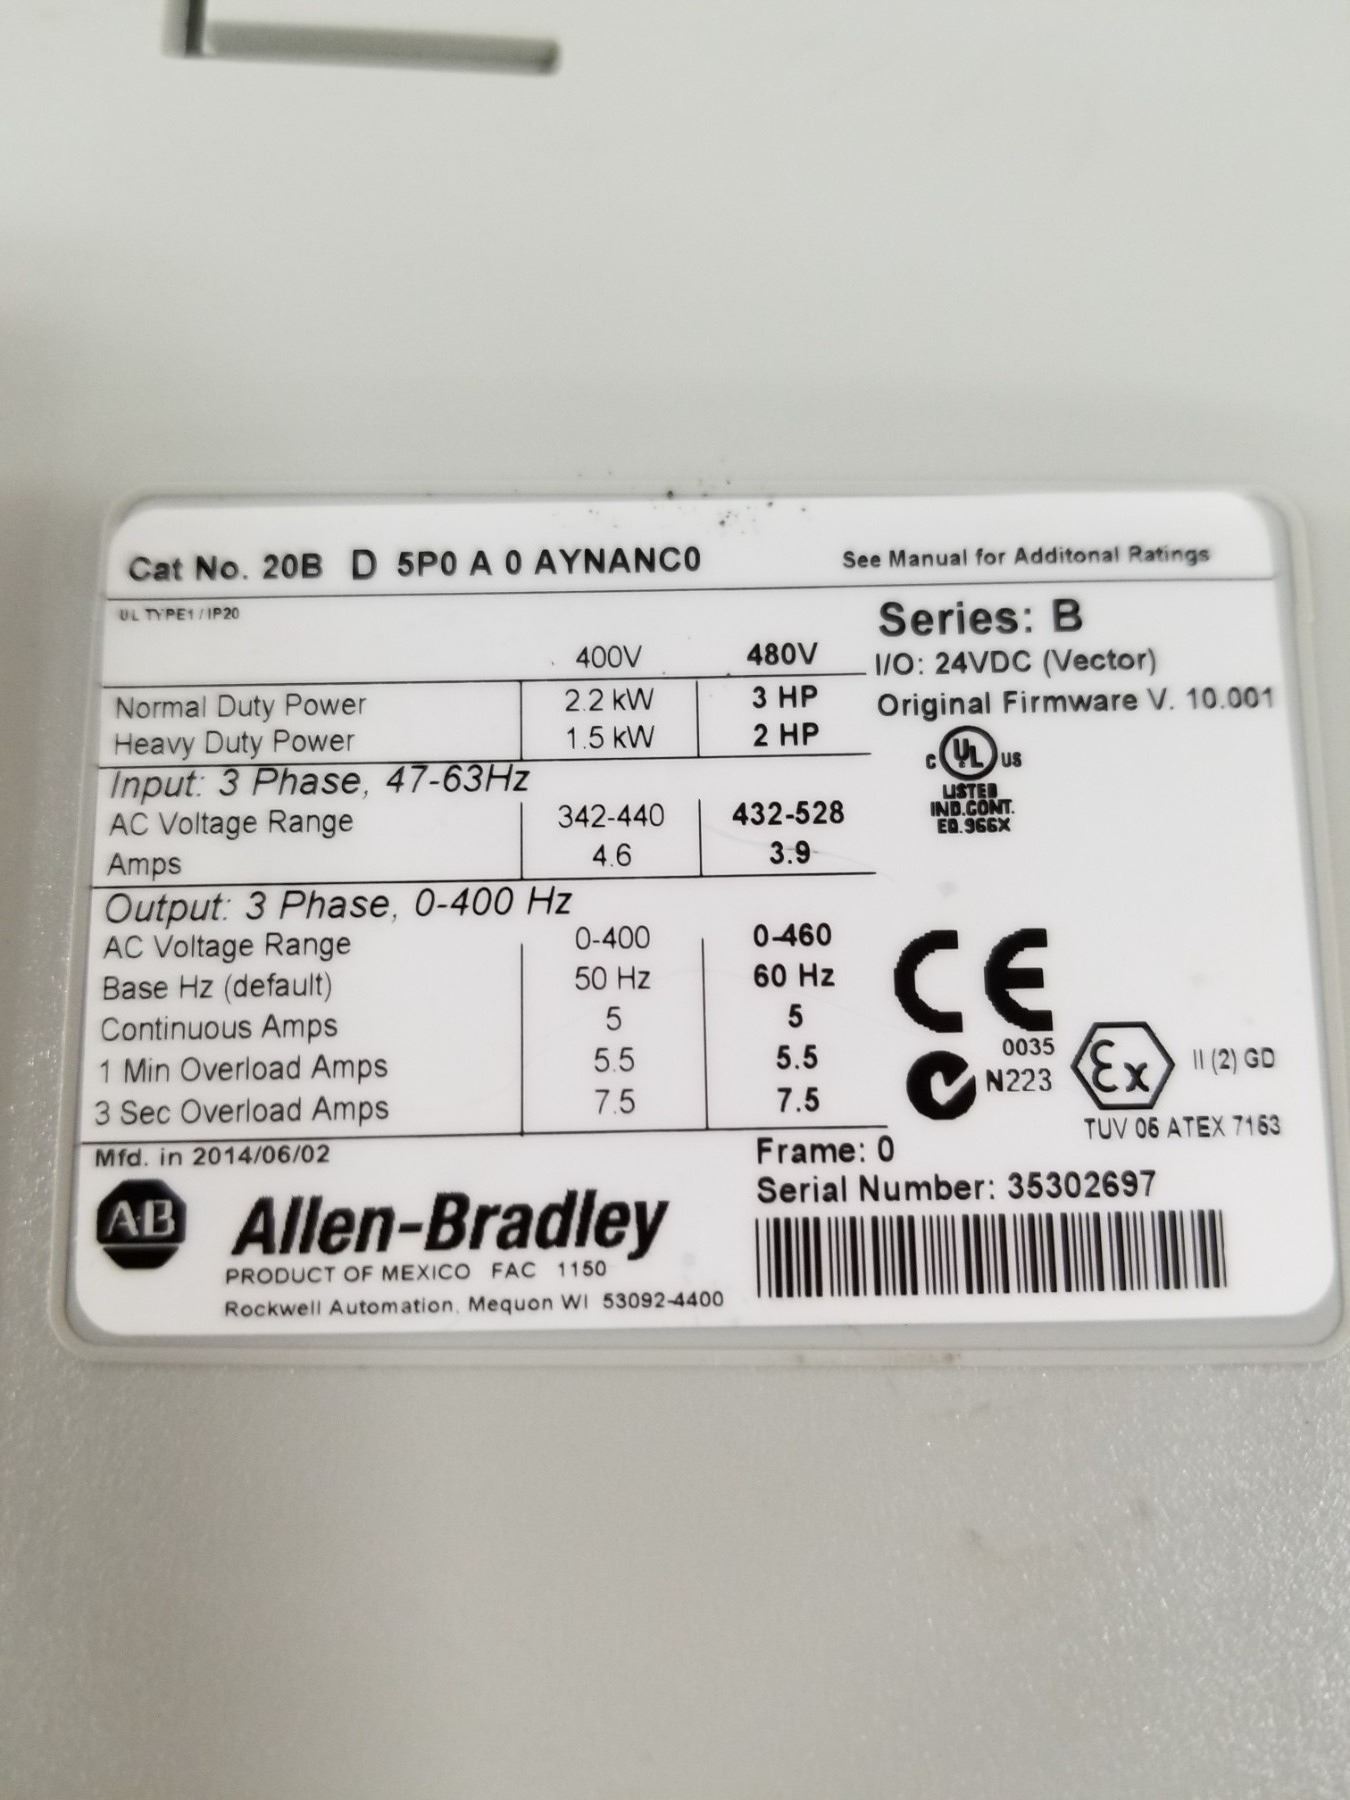 Cat No. 20B D 5P0 A 0 AYNANC0 See Manual for Additonal Ratings
UL TYPE1 / IP20
Series: B
400V 480V
I/O: 24VDC (Vector)
Normal Duty Power 2.2 kW 3 HP
Original Firmware V. 10.001
Heavy Duty Power 1.5 kW 2 HP
C UL US
LISTED
IND.CONT.
EQ.966X
Input: 3 Phase, 47-63Hz
AC Voltage Range 342-440 432-528
Amps 4.6 3.9
Output: 3 Phase, 0-400 Hz
AC Voltage Range 0-400 0-460
Base Hz (default) 50 Hz 60 Hz
Continuous Amps 5 5
1 Min Overload Amps 5.5 5.5
3 Sec Overload Amps 7.5 7.5
CE
0035
N223
Ex II (2) GD
TUV 05 ATEX 7153
Mfd. in 2014/06/02
Frame: 0
Serial Number: 35302697
AB Allen-Bradley
PRODUCT OF MEXICO FAC 1150
Rockwell Automation, Mequon WI 53092-4400